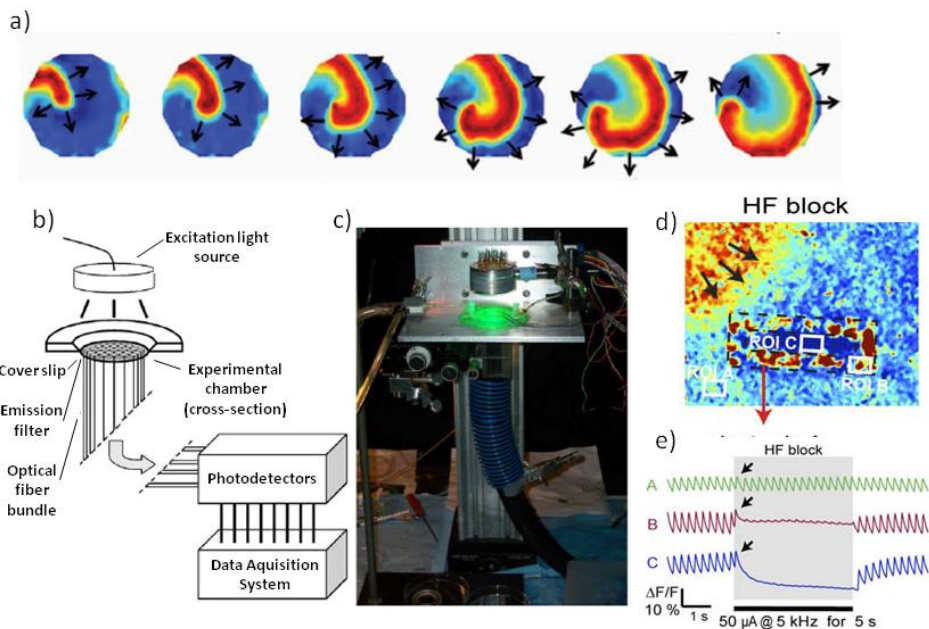 a)
b)
Excitation light
source
Cover slip
Experimental
chamber
(cross-section)
Emission
filter
Optical
fiber
bundle
Photodetectors
Data Aquisition
System
c)
d)
HF block
ROI C
ROI A
ROI B
e)
HF block
A
B
C
ΔF/F
10 %
1 s
50 µA @ 5 kHz for 5 s